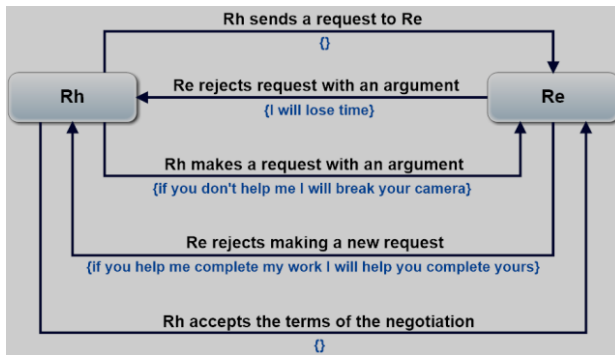 Rh sends a request to Re
{}
Re rejects request with an argument
{I will lose time}
Rh
Re
Rh makes a request with an argument
{if you don't help me I will break your camera}
Re rejects making a new request
{if you help me complete my work I will help you complete yours}
Rh accepts the terms of the negotiation
{}